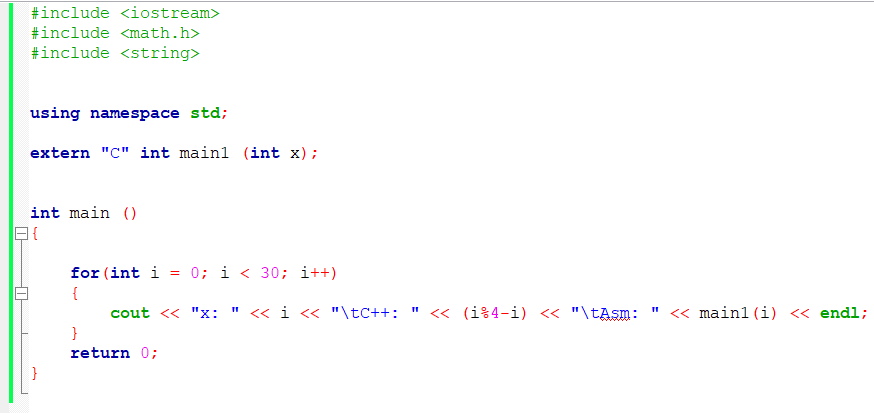 #include <iostream>
#include <math.h>
#include <string>
using namespace std;
extern "C" int main1 (int x);
int main ()
{
for(int i = 0; i < 30; i++)
{
cout << "x: " << i << "\tC++: " << (i%4-i) << "\tAsm: " << main1(i) << endl;
}
return 0;
}